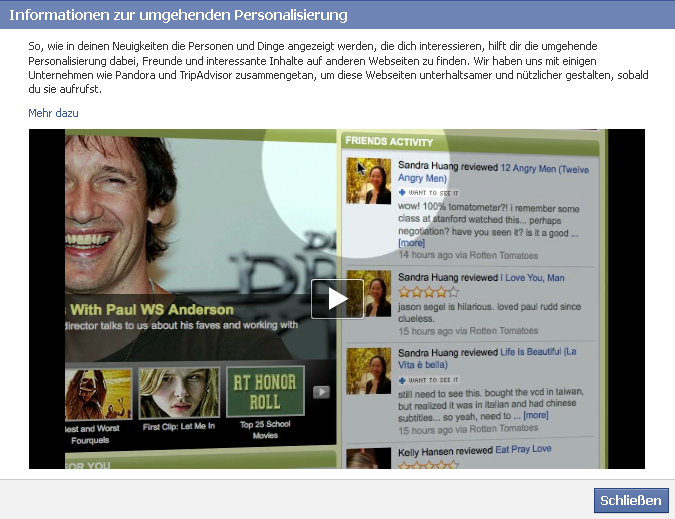 Informationen zur umgehenden Personalisierung
So, wie in deinen Neuigkeiten die Personen und Dinge angezeigt werden, die dich interessieren, hilft dir die umgehende
Personalisierung dabei, Freunde und interessante Inhalte auf anderen Webseiten zu finden. Wir haben uns mit einigen
Unternehmen wie Pandora und TripAdvisor zusammengetan, um diese Webseiten unterhaltsamer und nützlicher gestalten, sobald
du sie aufrufst.
Mehr dazu
s With Paul WS Anderson
director talks to us about his faves and working with
Best and Worst
Fourquels
First Clip: Let Me In
RT HONOR
ROLL
Top 25 School
Movies
FOR YOU
FRIENDS ACTIVITY
Sandra Huang reviewed 12 Angry Men (Twelve
Angry Men)
WANT TO SEE IT
wow! 100% tomatometer?! i remember some
class at stanford watched this... perhaps
negotiation? have you seen it? is it a good ...
[more]
14 hours ago via Rotten Tomatoes
Sandra Huang reviewed I Love You, Man
jason segel is hilarious. loved paul rudd since
clueless.
15 hours ago via Rotten Tomatoes
Sandra Huang reviewed Life Is Beautiful (La
Vita è bella)
WANT TO SEE IT
still need to see this. bought the vcd in taiwan,
but realized it was in italian and had chinese
subtitles... so yeah, need to ... [more]
15 hours ago via Rotten Tomatoes
Kelly Hansen reviewed Eat Pray Love
Schließen